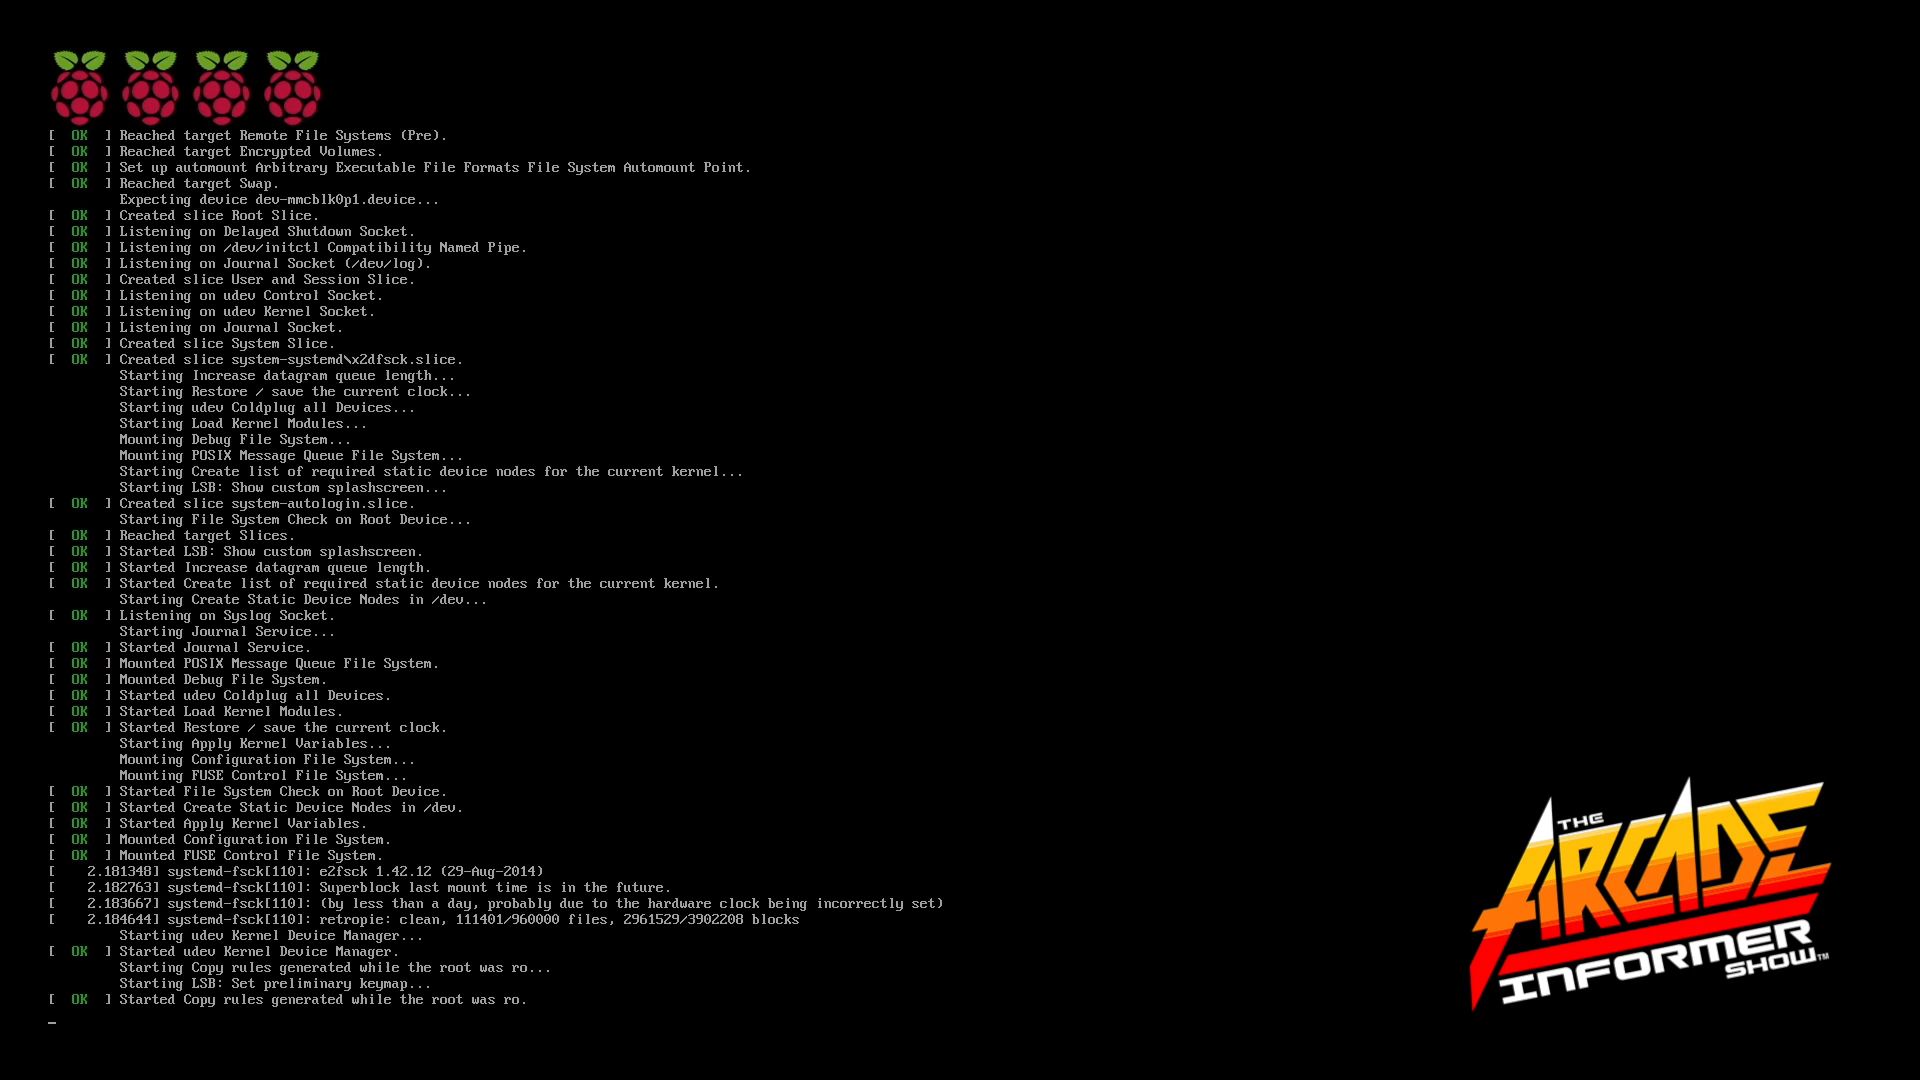 [  OK  ] Reached target Remote File Systems (Pre).
[  OK  ] Reached target Encrypted Volumes.
[  OK  ] Set up automount Arbitrary Executable File Formats File System Automount Point.
[  OK  ] Reached target Swap.
         Expecting device dev-mmcblk0p1.device...
[  OK  ] Created slice Root Slice.
[  OK  ] Listening on Delayed Shutdown Socket.
[  OK  ] Listening on /dev/initctl Compatibility Named Pipe.
[  OK  ] Listening on Journal Socket (/dev/log).
[  OK  ] Created slice User and Session Slice.
[  OK  ] Listening on udev Control Socket.
[  OK  ] Listening on udev Kernel Socket.
[  OK  ] Listening on Journal Socket.
[  OK  ] Created slice System Slice.
[  OK  ] Created slice system-systemd\x2dfsck.slice.
         Starting Increase datagram queue length...
         Starting Restore / save the current clock...
         Starting udev Coldplug all Devices...
         Starting Load Kernel Modules...
         Mounting Debug File System...
         Mounting POSIX Message Queue File System...
         Starting Create list of required static device nodes for the current kernel...
         Starting LSB: Show custom splashscreen...
[  OK  ] Created slice system-autologin.slice.
         Starting File System Check on Root Device...
[  OK  ] Reached target Slices.
[  OK  ] Started LSB: Show custom splashscreen.
[  OK  ] Started Increase datagram queue length.
[  OK  ] Started Create list of required static device nodes for the current kernel.
         Starting Create Static Device Nodes in /dev...
[  OK  ] Listening on Syslog Socket.
         Starting Journal Service...
[  OK  ] Started Journal Service.
[  OK  ] Mounted POSIX Message Queue File System.
[  OK  ] Mounted Debug File System.
[  OK  ] Started udev Coldplug all Devices.
[  OK  ] Started Load Kernel Modules.
[  OK  ] Started Restore / save the current clock.
         Starting Apply Kernel Variables...
         Mounting Configuration File System...
         Mounting FUSE Control File System...
[  OK  ] Started File System Check on Root Device.
[  OK  ] Started Create Static Device Nodes in /dev.
[  OK  ] Started Apply Kernel Variables.
[  OK  ] Mounted Configuration File System.
[  OK  ] Mounted FUSE Control File System.
[    2.181348] systemd-fsck[110]: e2fsck 1.42.12 (29-Aug-2014)
[    2.182763] systemd-fsck[110]: Superblock last mount time is in the future.
[    2.183667] systemd-fsck[110]: (by less than a day, probably due to the hardware clock being incorrectly set)
[    2.184644] systemd-fsck[110]: retropie: clean, 111401/960000 files, 2961529/3902208 blocks
         Starting udev Kernel Device Manager...
[  OK  ] Started udev Kernel Device Manager.
         Starting Copy rules generated while the root was ro...
         Starting LSB: Set preliminary keymap...
[  OK  ] Started Copy rules generated while the root was ro.
_
THE
ARCADE
INFORMER
SHOW™